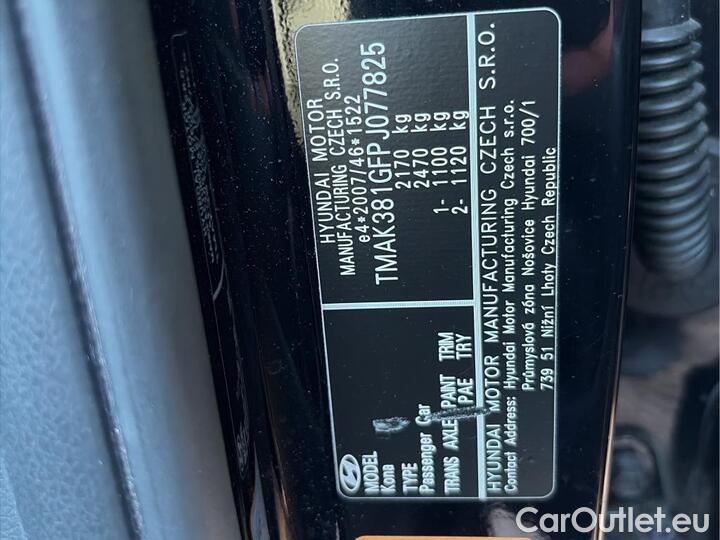 HYUNDAI MOTOR
MANUFACTURING CZECH S.R.O.
e4*2007/46*1522
TMAK381GFPJ077825
2170 kg
2470 kg
1- 1100 kg
2- 1120 kg
MODEL
Kona
TYPE
Passenger Car
TRANS AXLE PAINT TRIM
PAE TRY
HYUNDAI MOTOR MANUFACTURING CZECH S.R.O.
Contact Address: Hyundai Motor Manufacturing Czech s.r.o.
Průmyslová zóna Nošovice Hyundai 700/1
739 51 Nižní Lhoty Czech Republic
CarOutlet.eu